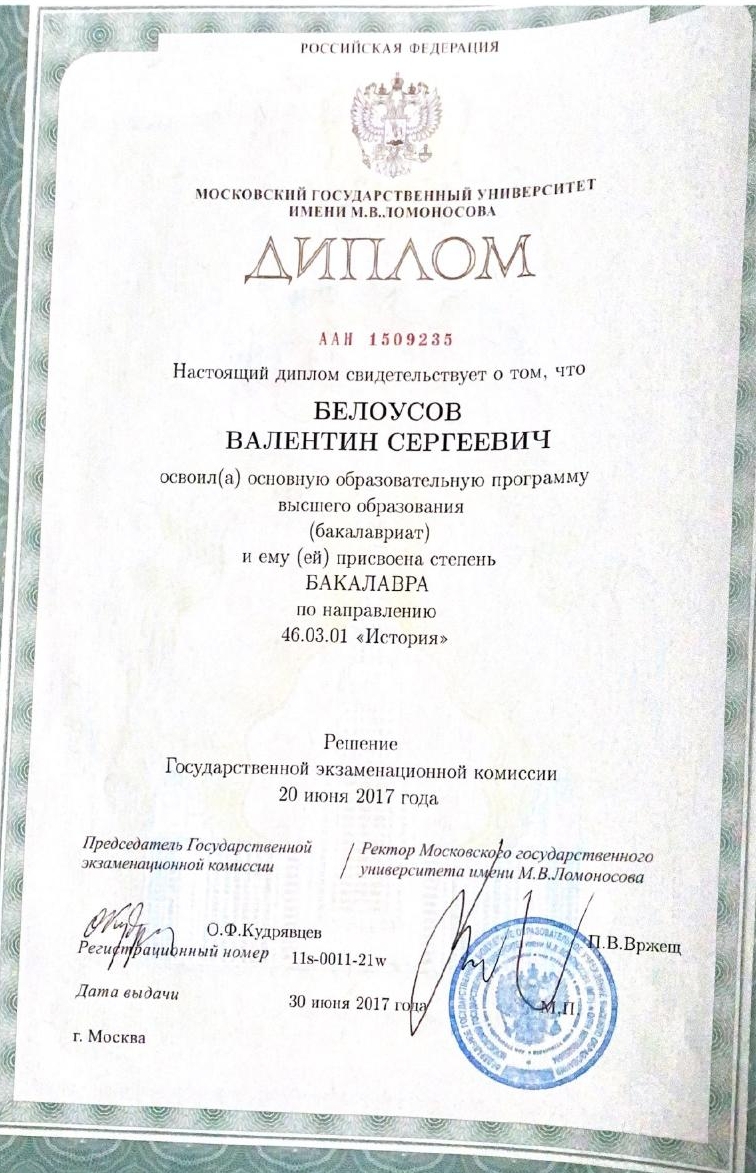 РОССИЙСКАЯ ФЕДЕРАЦИЯ
МОСКОВСКИЙ ГОСУДАРСТВЕННЫЙ УНИВЕРСИТЕТ
ИМЕНИ М.В.ЛОМОНОСОВА
ДИПЛОМ
ААН 1509235
Настоящий диплом свидетельствует о том, что
БЕЛОУСОВ
ВАЛЕНТИН СЕРГЕЕВИЧ
освоил(а) основную образовательную программу
высшего образования
(бакалавриат)
и ему (ей) присвоена степень
БАКАЛАВРА
по направлению
46.03.01 «История»
Решение
Государственной экзаменационной комиссии
20 июня 2017 года
Председатель Государственной
экзаменационной комиссии
/ Ректор Московского государственного
университета имени М.В.Ломоносова
О.Ф.Кудрявцев
П.В.Вржещ
Регистрационный номер 11s-0011-21w
Дата выдачи 30 июня 2017 года
М.П.
г. Москва